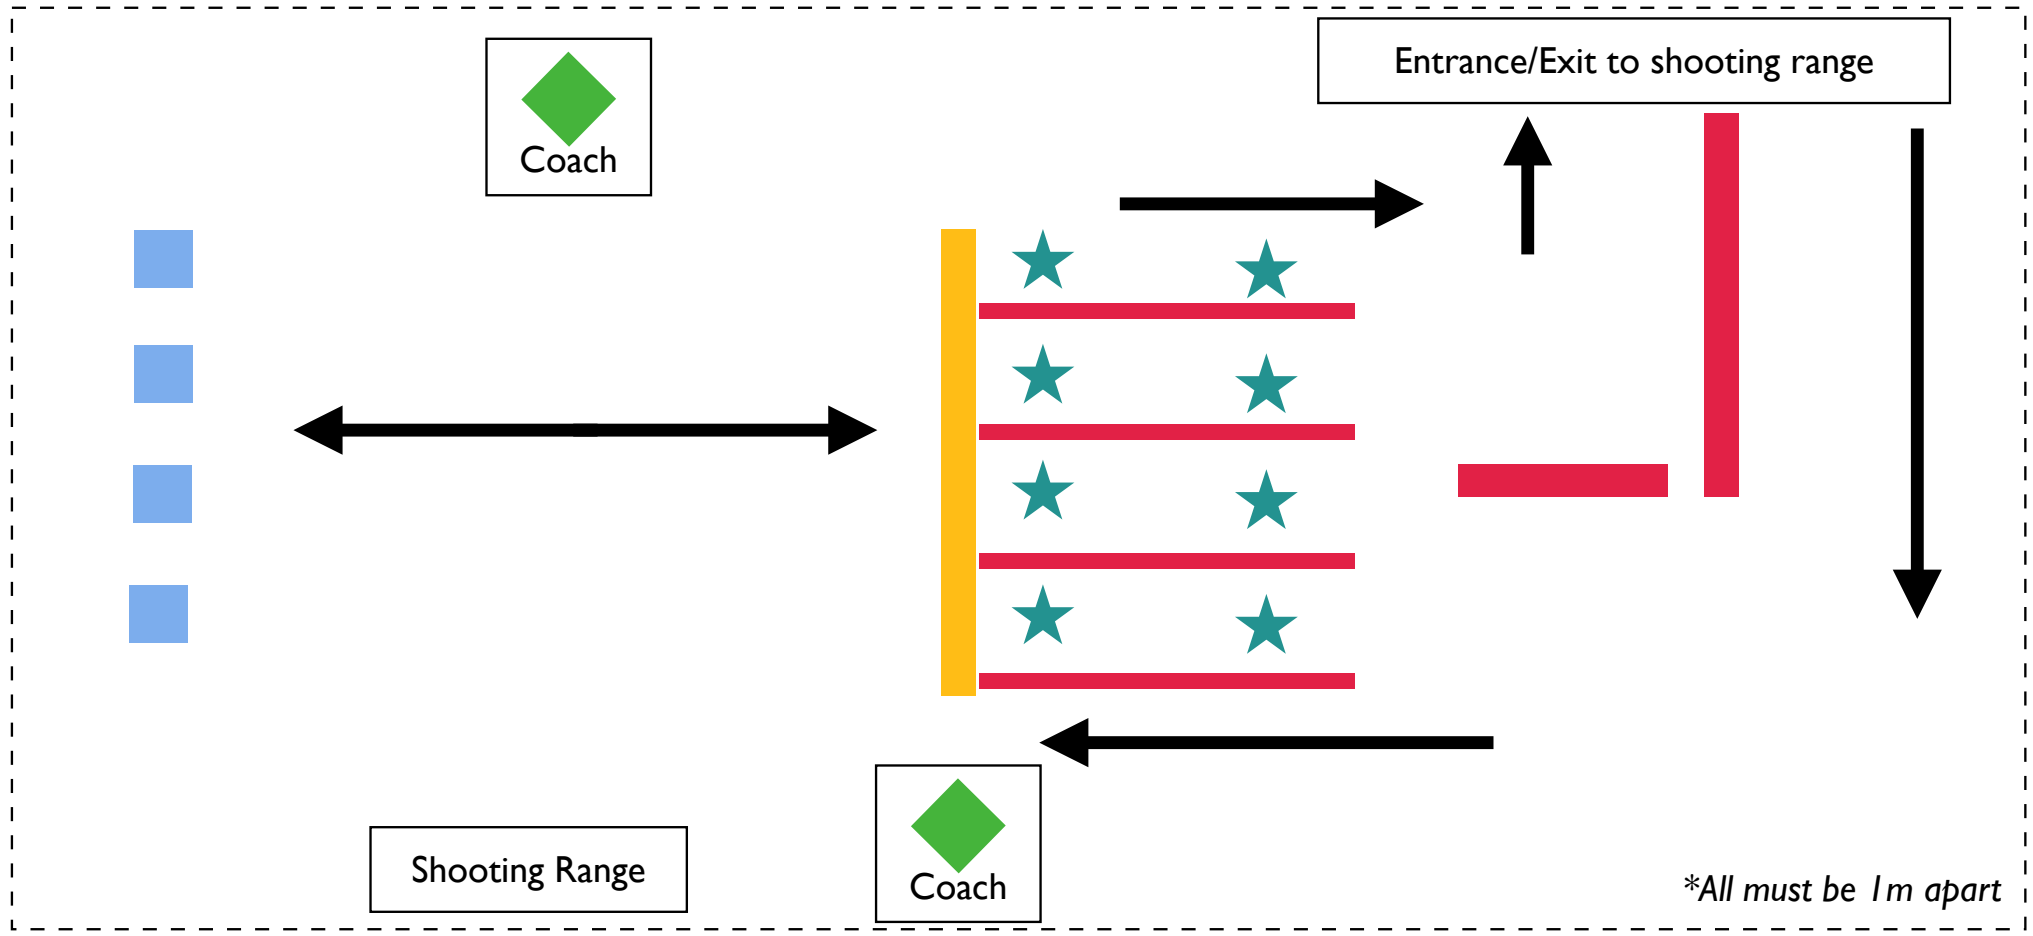 Entrance/Exit to shooting range
Coach
Shooting Range
Coach
*All must be 1m apart